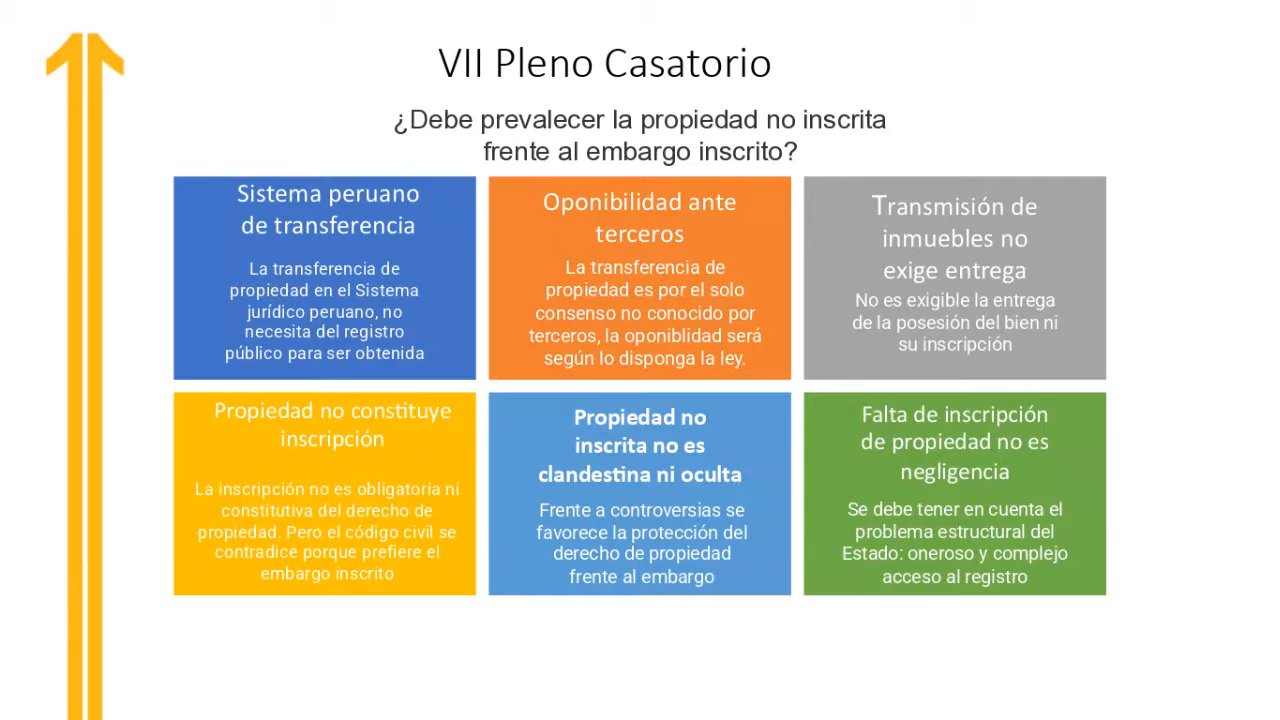 VII Pleno Casatorio
¿Debe prevalecer la propiedad no inscrita
frente al embargo inscrito?
Sistema peruano
de transferencia
La transferencia de
propiedad en el Sistema
jurídico peruano, no
necesita del registro
público para ser obtenida
Oponibilidad ante
terceros
La transferencia de
propiedad es por el solo
consenso no conocido por
terceros, la oponiblidad será
según lo disponga la ley.
Transmisión de
inmuebles no
exige entrega
No es exigible la entrega
de la posesión del bien ni
su inscripción
Propiedad no constituye
inscripción
La inscripción no es obligatoria ni
constitutiva del derecho de
propiedad. Pero el código civil se
contradice porque prefiere el
embargo inscrito
Propiedad no
inscrita no es
clandestina ni oculta
Frente a controversias se
favorece la protección del
derecho de propiedad
frente al embargo
Falta de inscripción
de propiedad no es
negligencia
Se debe tener en cuenta el
problema estructural del
Estado: oneroso y complejo
acceso al registro